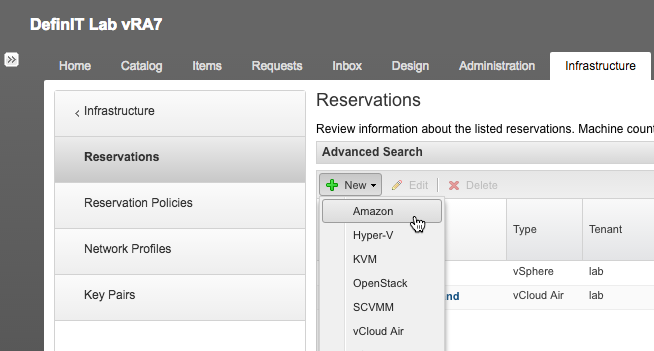 DefinIT Lab vRA7
Home Catalog Items Requests Inbox Design Administration Infrastructure
Infrastructure
Reservations
Reservation Policies
Network Profiles
Key Pairs
Reservations
Review information about the listed reservations. Machine coun
Advanced Search
New Edit Delete
Type Tenant
vSphere lab
nd vCloud Air lab
Amazon
Hyper-V
KVM
OpenStack
SCVMM
vCloud Air